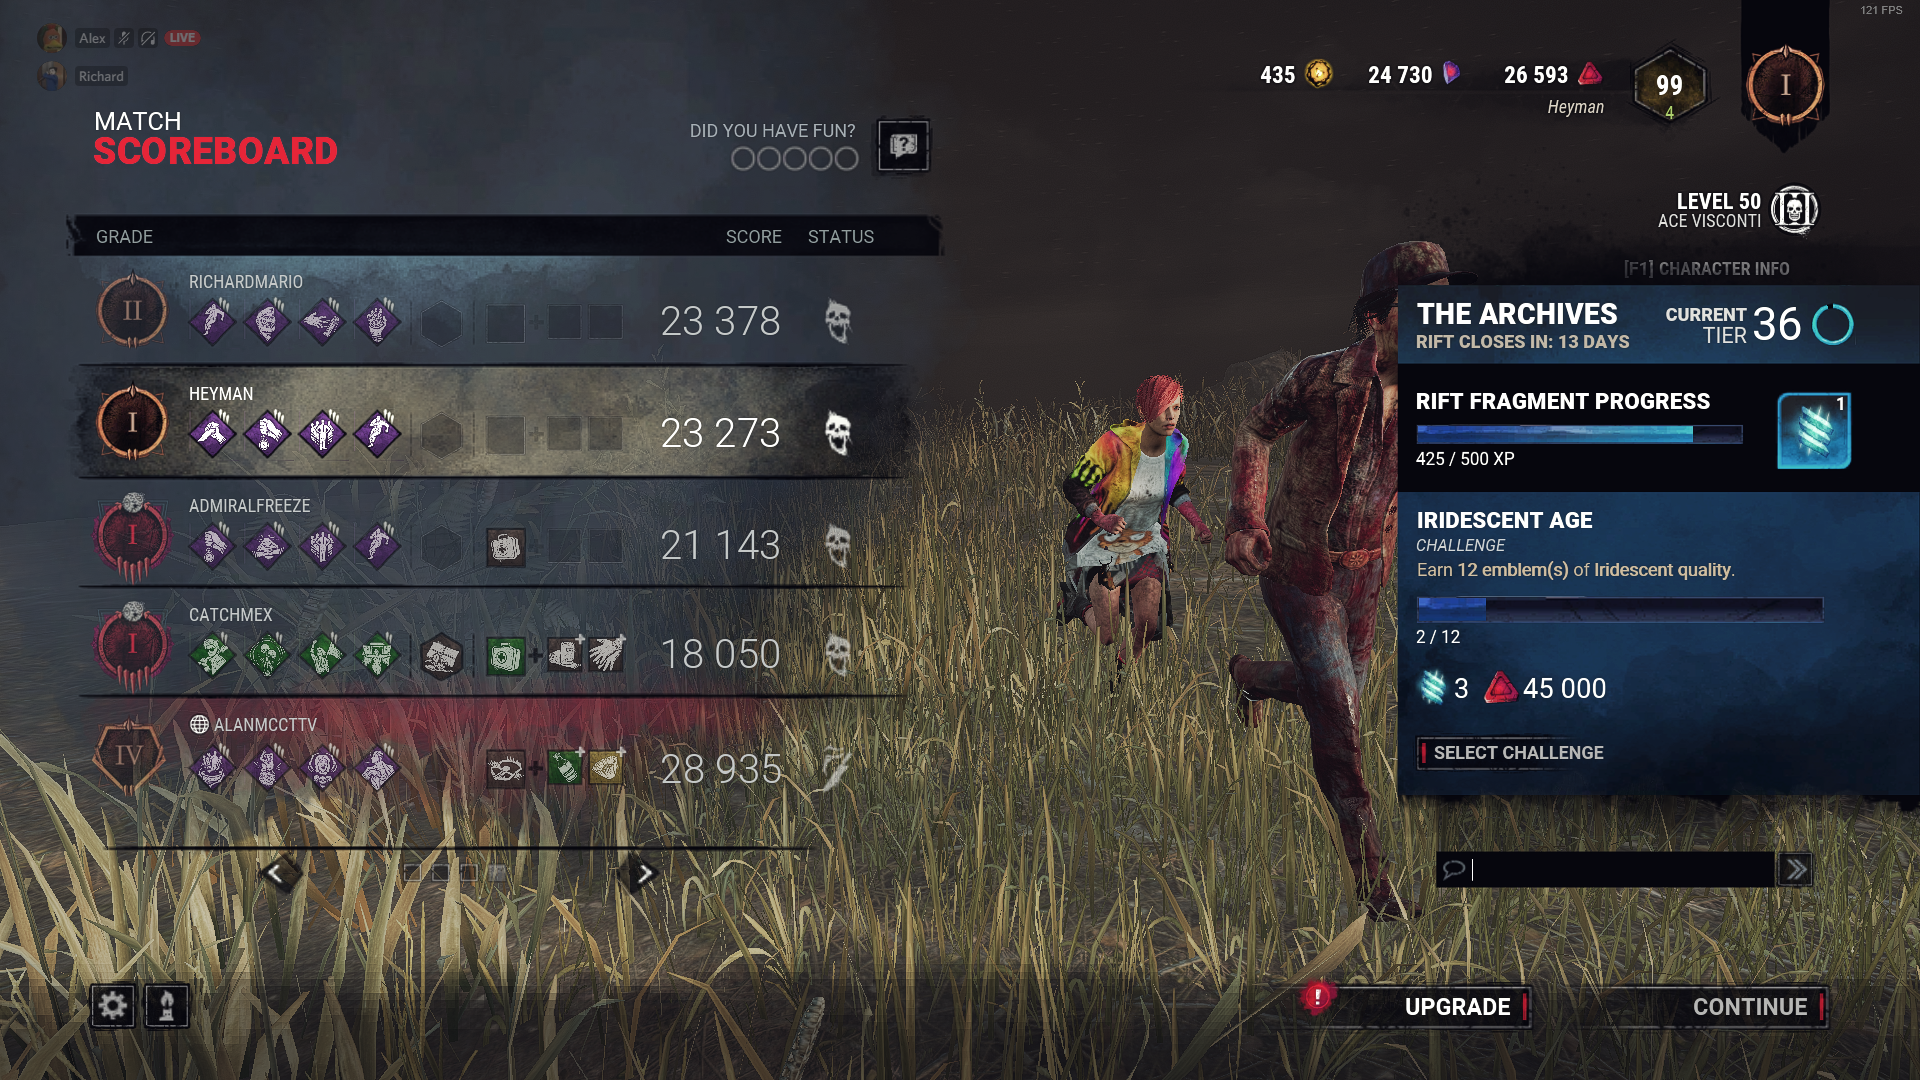 121 FPS
Alex LIVE
Richard
435 24 730 26 593
Heyman
99
4
I
MATCH
SCOREBOARD
DID YOU HAVE FUN?
LEVEL 50
ACE VISCONTI
[F1] CHARACTER INFO
GRADE SCORE STATUS
II
RICHARDMARIO
23 378
I
HEYMAN
23 273
I
ADMIRALFREEZE
21 143
I
CATCHMEX
18 050
IV
ALANMCCTTV
28 935
THE ARCHIVES
RIFT CLOSES IN: 13 DAYS
CURRENT
TIER 36
RIFT FRAGMENT PROGRESS
1
425 / 500 XP
IRIDESCENT AGE
CHALLENGE
Earn 12 emblem(s) of Iridescent quality.
2 / 12
3 45 000
SELECT CHALLENGE
UPGRADE
CONTINUE